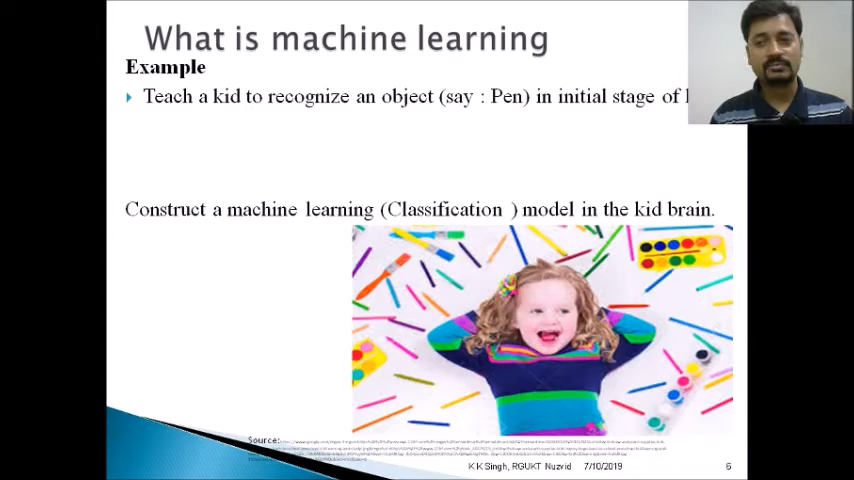 What is machine learning
Example
Teach a kid to recognize an object (say : Pen) in initial stage of
Construct a machine learning (Classification ) model in the kid brain.
Source:
K K Singh, RGUKT Nuzvid 7/10/2019 6